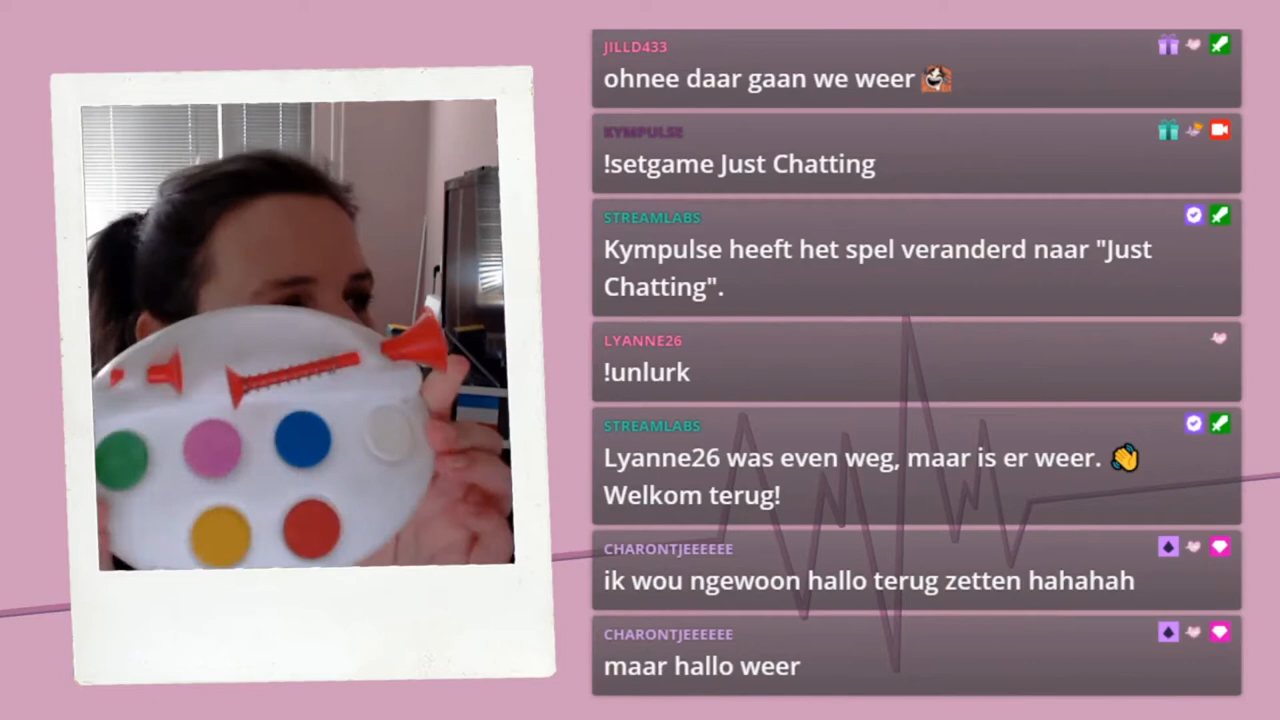 JILLD433
ohnee daar gaan we weer
KYMPULSE
!setgame Just Chatting
STREAMLABS
Kympulse heeft het spel veranderd naar "Just
Chatting".
LYANNE26
!unlurk
STREAMLABS
Lyanne26 was even weg, maar is er weer. 👋
Welkom terug!
CHARONTJEEEEEE
ik wou ngewoon hallo terug zetten hahahah
CHARONTJEEEEEE
maar hallo weer